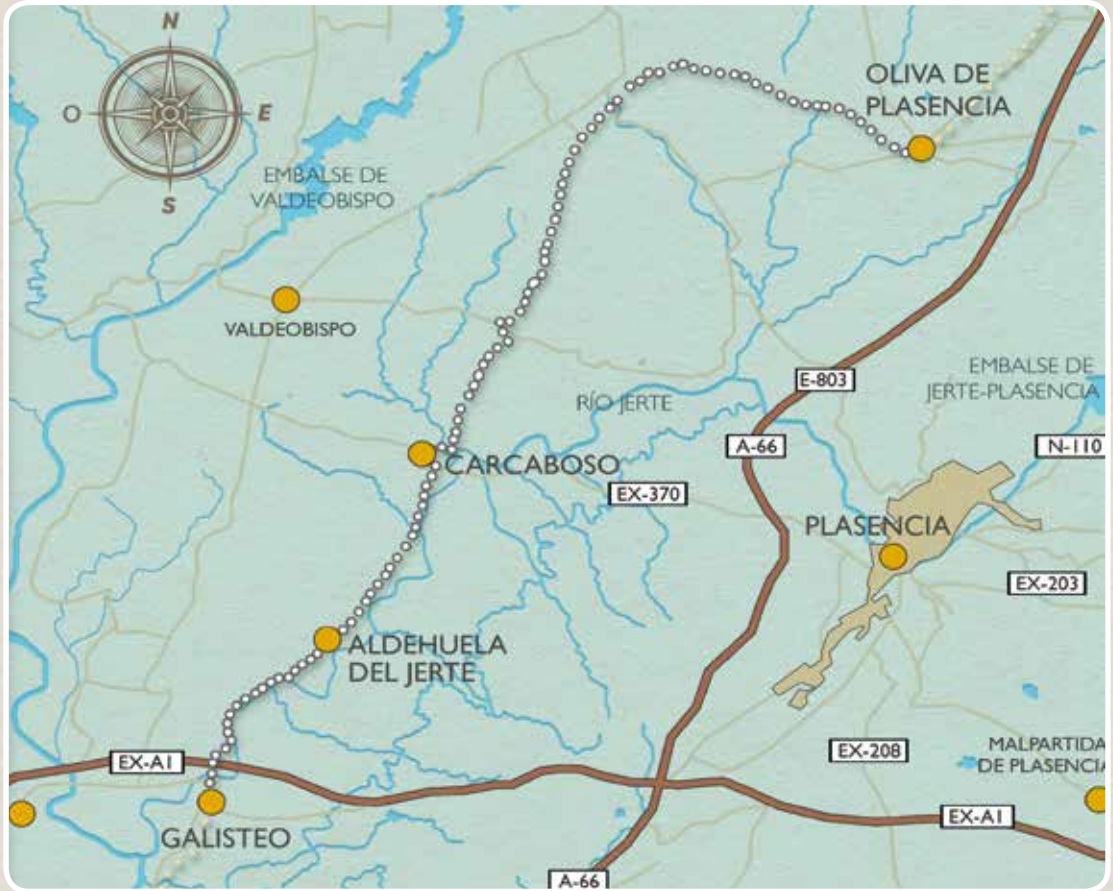 N
O
E
S
OLIVA DE
PLASENCIA
EMBALSE DE
VALDEOBISPO
VALDEOBISPO
E-803
EMBALSE DE
JERTE-PLASENCIA
RÍO JERTE
A-66
N-110
CARCABOSO
EX-370
PLASENCIA
EX-203
ALDEHUELA
DEL JERTE
EX-A1
EX-208
MALPARTIDA
DE PLASENCIA
EX-A1
GALISTEO
A-66